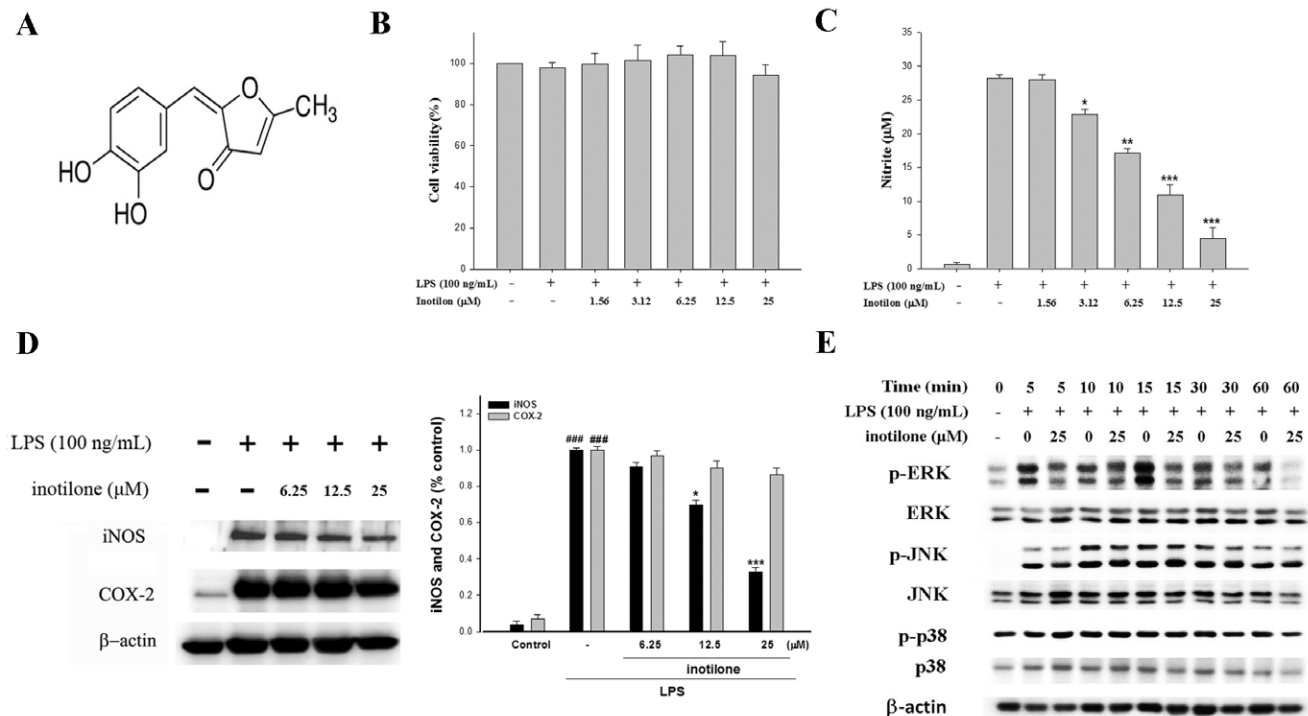 A
O
CH3
O
HO
HO
B
Cell viability (%)
120
100
80
60
40
20
0
LPS (100 ng/mL) - + + + + + +
Inotilon (μM) - - 1.56 3.12 6.25 12.5 25
C
Nitrite (μM)
35
30
25
20
15
10
5
0
* ** *** ***
LPS (100 ng/mL) - + + + + + +
Inotilon (μM) - - 1.56 3.12 6.25 12.5 25
D
LPS (100 ng/mL) - + + + +
inotilone (μM) - - 6.25 12.5 25
iNOS
COX-2
β-actin
iNOS and COX-2 (% control)
iNOS
COX-2
1.2
1.0
0.8
0.6
0.4
0.2
0.0
### ###
*
***
Control - 6.25 12.5 25 (μM)
inotilone
LPS
E
Time (min) 0 5 5 10 10 15 15 30 30 60 60
LPS (100 ng/mL) - + + + + + + + + + +
inotilone (μM) - 0 25 0 25 0 25 0 25 0 25
p-ERK
ERK
p-JNK
JNK
p-p38
p38
β-actin